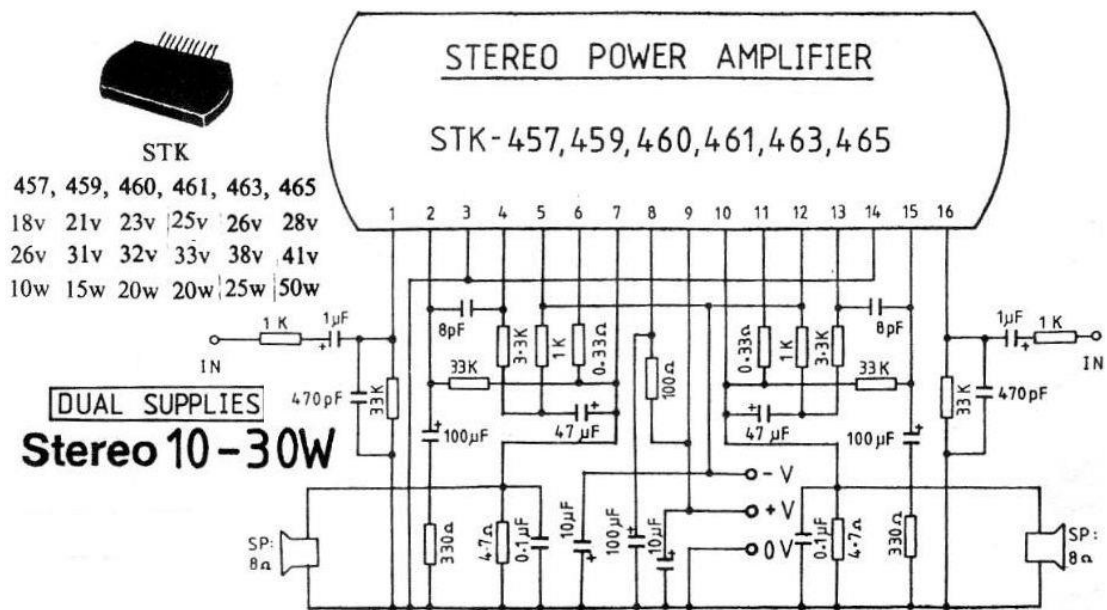 STEREO POWER AMPLIFIER
STK-457,459,460,461,463,465
STK
457, 459, 460, 461, 463, 465
18v 21v 23v 25v 26v 28v
26v 31v 32v 33v 38v 41v
10w 15w 20w 20w 25w 50w
1 2 3 4 5 6 7 8 9 10 11 12 13 14 15 16
1K
1µF
+
IN
8pF
3·3K
1K
0.33Ω
100Ω
0.33Ω
1K
3·3K
8pF
1µF
+
1K
IN
33K
33K
470pF
33K
33K
470pF
DUAL SUPPLIES
Stereo 10-30W
+
100µF
+
47µF
+
47µF
+
100µF
- V
+ V
0 V
SP:
8Ω
330Ω
4·7Ω
0·1µF
10µF
+
100µF
+
10µF
+
0·1µF
4·7Ω
330Ω
SP:
8Ω